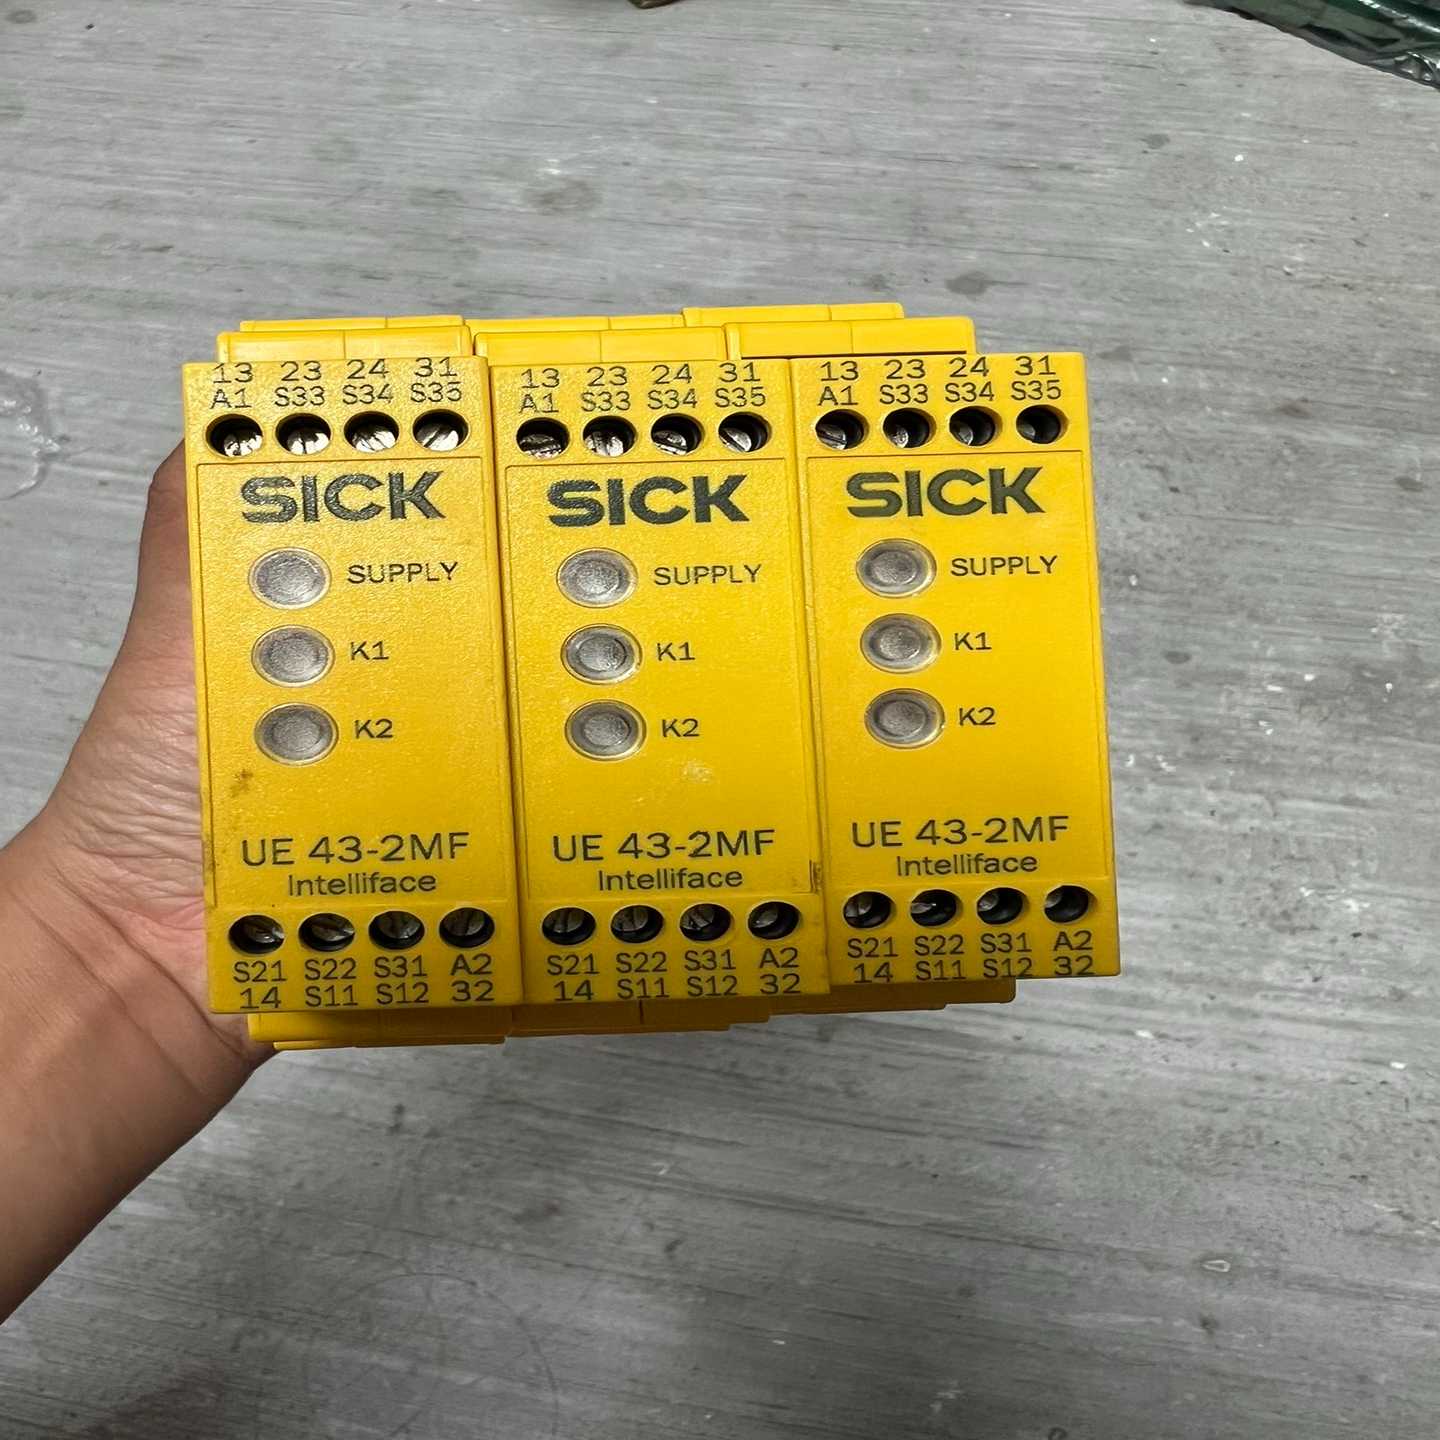 13 23 24 31
A1 S33 S34 S35
SICK
SUPPLY
K1
K2
UE 43-2MF
Intelliface
S21 S22 S31 A2
14 S11 S12 32
13 23 24 31
A1 S33 S34 S35
SICK
SUPPLY
K1
K2
UE 43-2MF
Intelliface
S21 S22 S31 A2
14 S11 S12 32
13 23 24 31
A1 S33 S34 S35
SICK
SUPPLY
K1
K2
UE 43-2MF
Intelliface
S21 S22 S31 A2
14 S11 S12 32